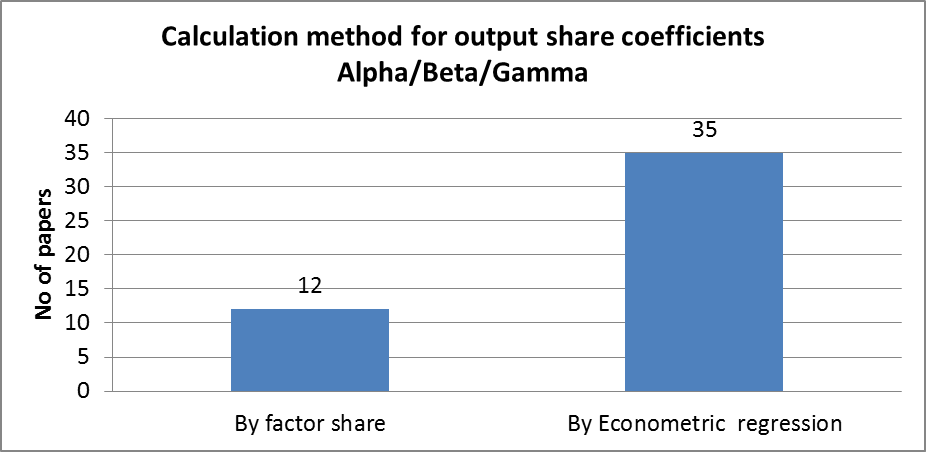 Calculation method for output share coefficients
Alpha/Beta/Gamma
No of papers
40
35
30
25
20
15
10
5
0
12
35
By factor share
By Econometric  regression